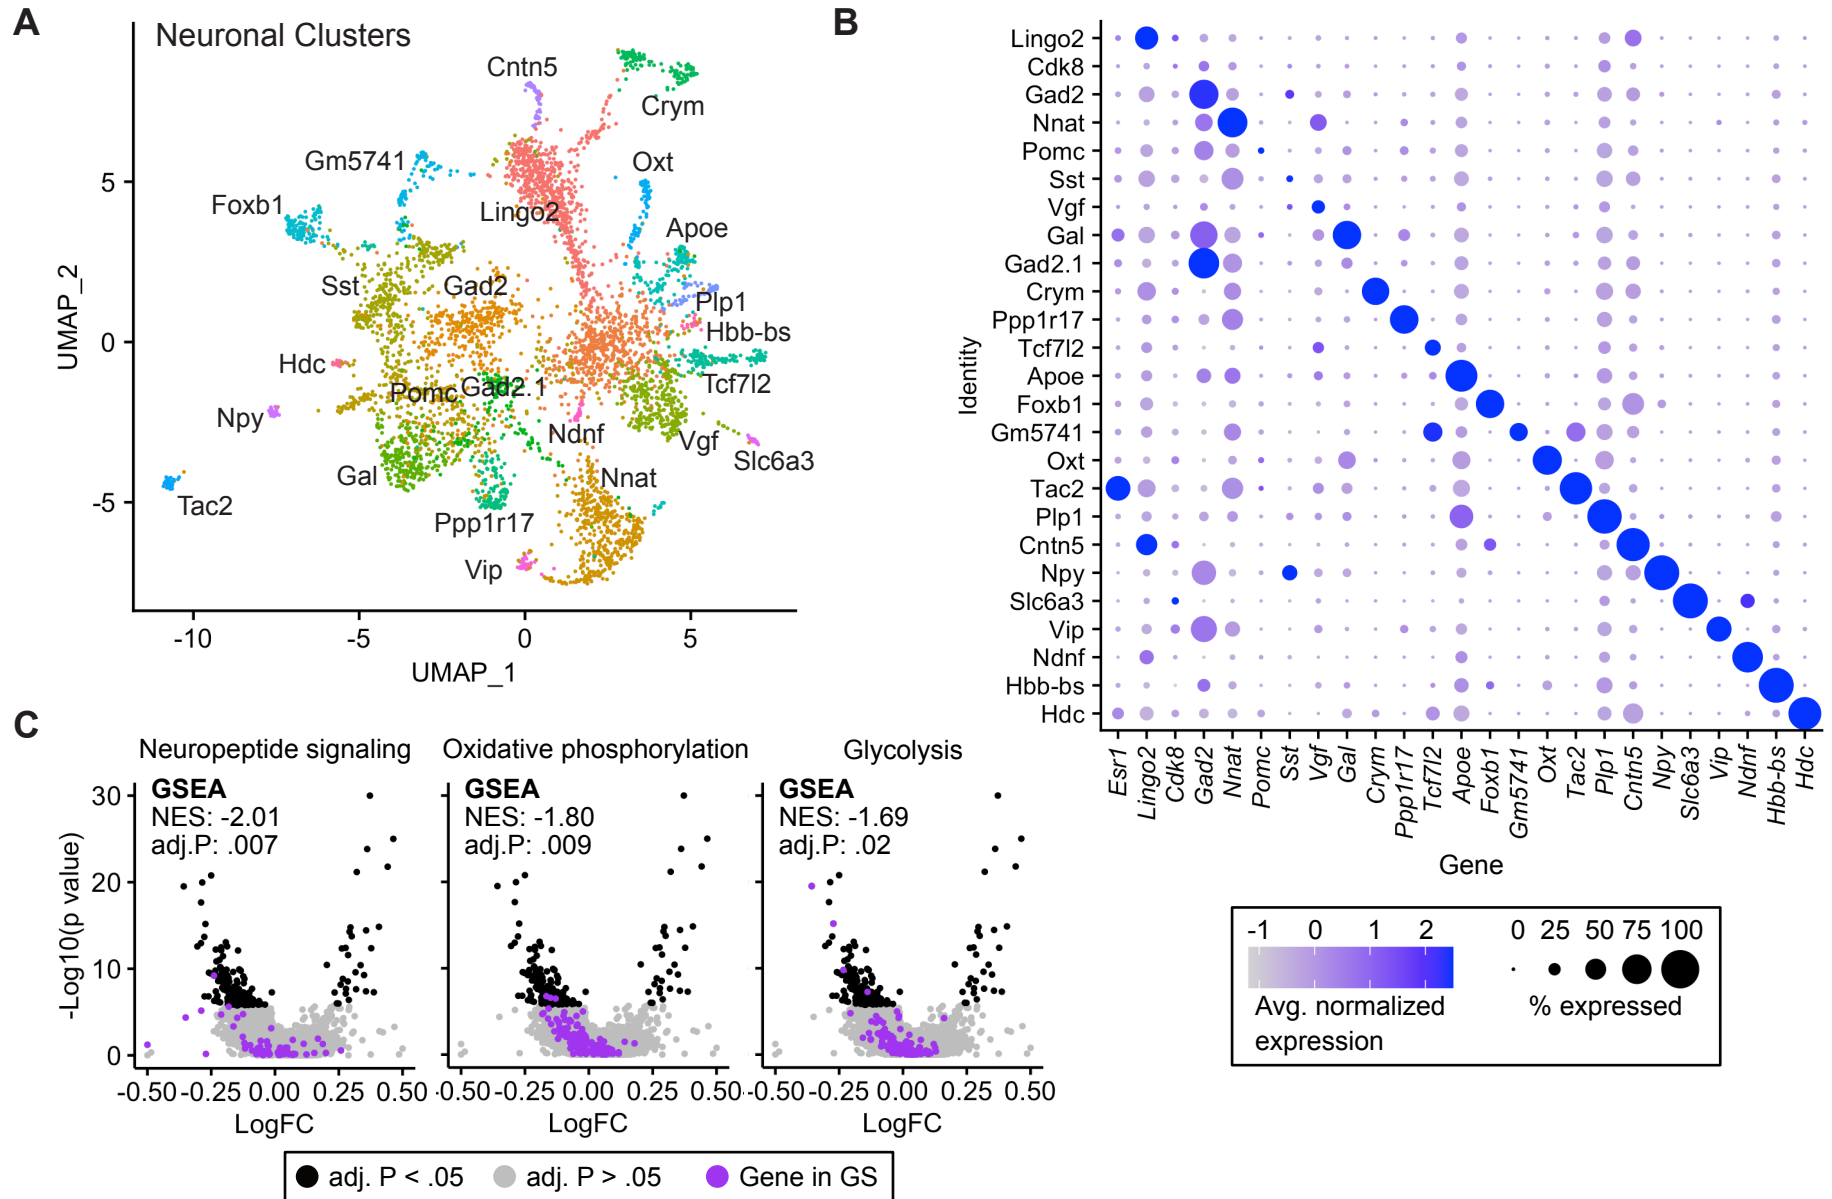 A
Neuronal Clusters
Cntn5
Crym
Gm5741
Oxt
Foxb1
Lingo2
Apoe
Sst
Gad2
Plp1
Hbb-bs
Hdc
Tcf7l2
Pomc
Gad2.1
Npy
Ndnf
Vgf
Slc6a3
Gal
Nnat
Tac2
Ppp1r17
Vip
5
0
-5
UMAP_2
-10
-5
0
5
UMAP_1
B
Lingo2
Cdk8
Gad2
Nnat
Pomc
Sst
Vgf
Gal
Gad2.1
Crym
Ppp1r17
Tcf7l2
Apoe
Foxb1
Gm5741
Oxt
Tac2
Plp1
Cntn5
Npy
Slc6a3
Vip
Ndnf
Hbb-bs
Hdc
Identity
Esr1
Lingo2
Cdk8
Gad2
Nnat
Pomc
Sst
Vgf
Gal
Crym
Ppp1r17
Tcf7l2
Apoe
Foxb1
Gm5741
Oxt
Tac2
Plp1
Cntn5
Npy
Slc6a3
Vip
Ndnf
Hbb-bs
Hdc
Gene
-1 0 1 2
Avg. normalized
expression
0 25 50 75 100
% expressed
C
Neuropeptide signaling
GSEA
NES: -2.01
adj.P: .007
Oxidative phosphorylation
GSEA
NES: -1.80
adj.P: .009
Glycolysis
GSEA
NES: -1.69
adj.P: .02
30
20
10
0
-Log10(p value)
-0.50 -0.25 0.00 0.25 0.50
LogFC
-0.50 -0.25 0.00 0.25 0.50
LogFC
-0.50 -0.25 0.00 0.25 0.50
LogFC
adj. P < .05
adj. P > .05
Gene in GS